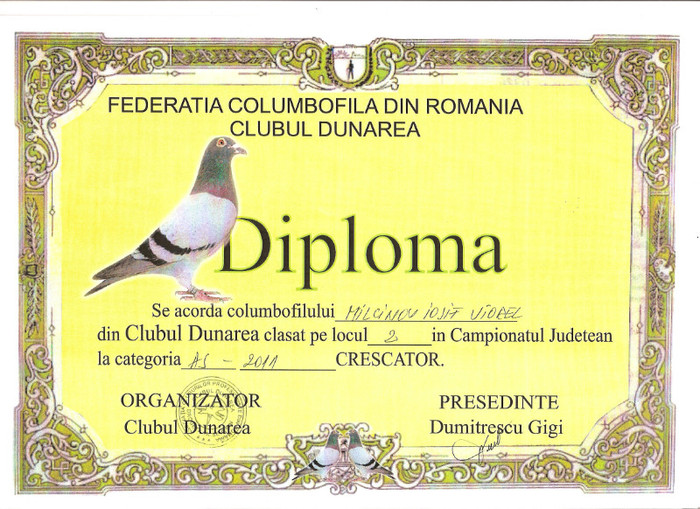 FEDERATIA COLUMBOFILA DIN ROMANIA
CLUBUL DUNAREA
Diploma
Se acorda columbofilului MILCINOV IOSIF VIOREL
din Clubul Dunarea clasat pe locul 2 in Campionatul Judetean
la categoria AS - 2011 CRESCATOR.
ORGANIZATOR
Clubul Dunarea
PRESEDINTE
Dumitrescu Gigi